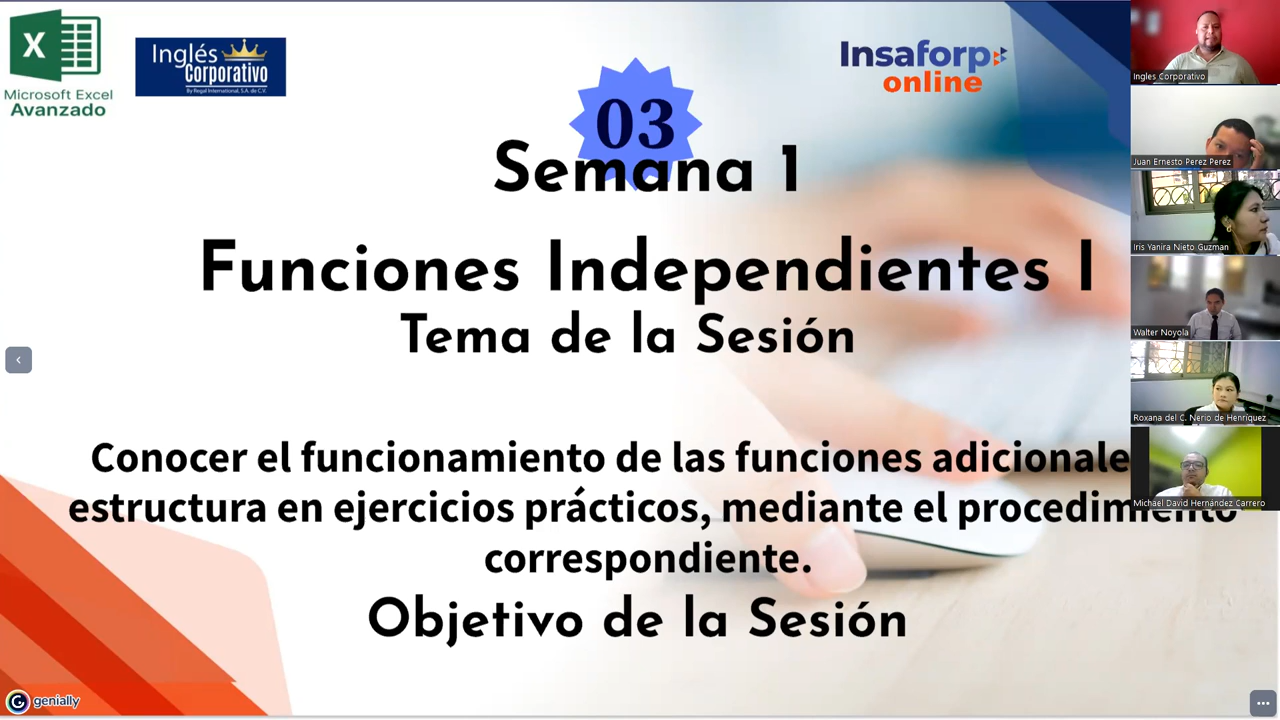 X
Microsoft Excel
Avanzado
Inglés
Corporativo
By Regal International, S.A. de C.V.
Insaforp
online
03
Semana 1
Funciones Independientes I
Tema de la Sesión
Conocer el funcionamiento de las funciones adicionale
estructura en ejercicios prácticos, mediante el procedimiento
correspondiente.
Objetivo de la Sesión
genially
Ingles Corporativo
Juan Ernesto Perez Perez
Iris Yanira Nieto Guzman
Walter Noyola
Roxana del C. Nerio de Henríquez
Michael David Hernández Carrero